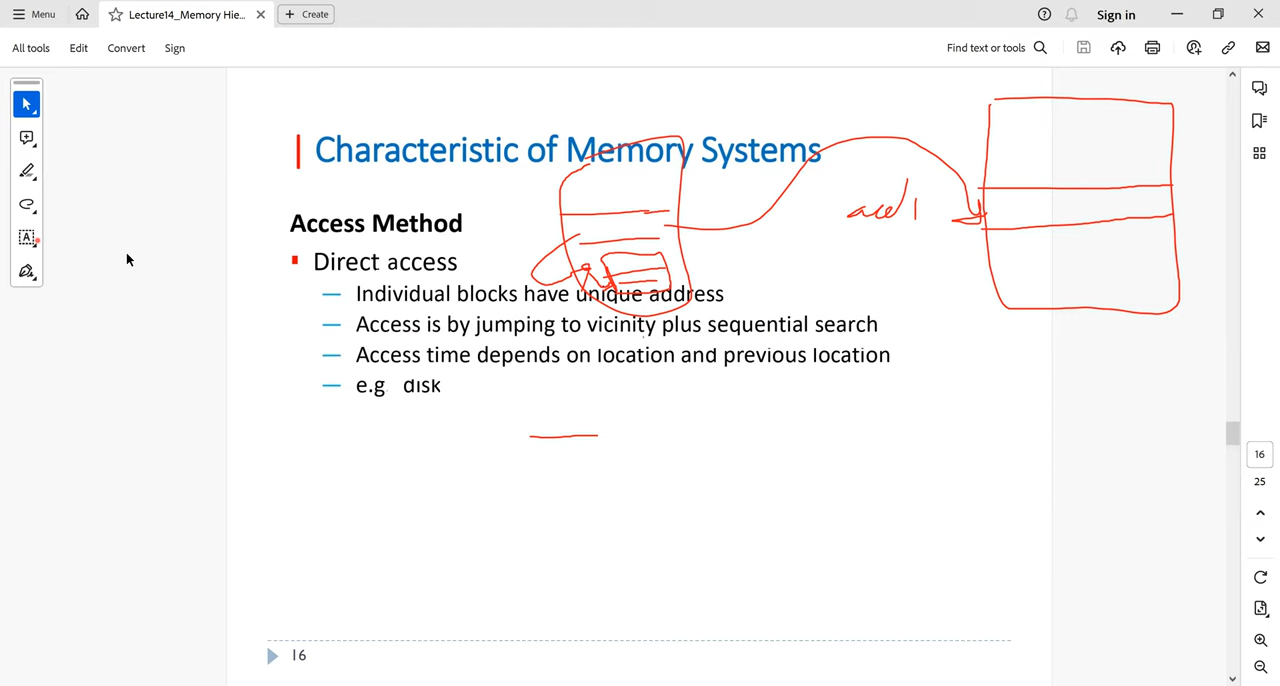 Menu
Lecture14_Memory Hie...
Create
Sign in
All tools
Edit
Convert
Sign
Find text or tools
Characteristic of Memory Systems
Access Method
Direct access
— Individual blocks have unique address
— Access is by jumping to vicinity plus sequential search
— Access time depends on location and previous location
— e.g. disk
16
16
25